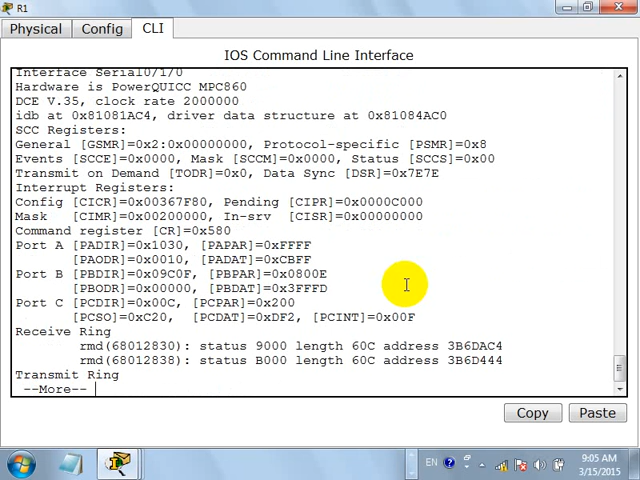 R1
Physical Config CLI
IOS Command Line Interface
Interface Serial0/1/0
Hardware is PowerQUICC MPC860
DCE V.35, clock rate 2000000
idb at 0x81081AC4, driver data structure at 0x81084AC0
SCC Registers:
General [GSMR]=0x2:0x00000000, Protocol-specific [PSMR]=0x8
Events [SCCE]=0x0000, Mask [SCCM]=0x0000, Status [SCCS]=0x00
Transmit on Demand [TODR]=0x0, Data Sync [DSR]=0x7E7E
Interrupt Registers:
Config [CICR]=0x00367F80, Pending [CIPR]=0x0000C000
Mask [CIMR]=0x00200000, In-srv [CISR]=0x00000000
Command register [CR]=0x580
Port A [PADIR]=0x1030, [PAPAR]=0xFFFF
[PAODR]=0x0010, [PADAT]=0xCBFF
Port B [PBDIR]=0x09C0F, [PBPAR]=0x0800E
[PBODR]=0x00000, [PBDAT]=0x3FFFD
Port C [PCDIR]=0x00C, [PCPAR]=0x200
[PCSO]=0xC20, [PCDAT]=0xDF2, [PCINT]=0x00F
Receive Ring
rmd(68012830): status 9000 length 60C address 3B6DAC4
rmd(68012838): status B000 length 60C address 3B6D444
Transmit Ring
--More--
Copy Paste
EN 9:05 AM
3/15/2015